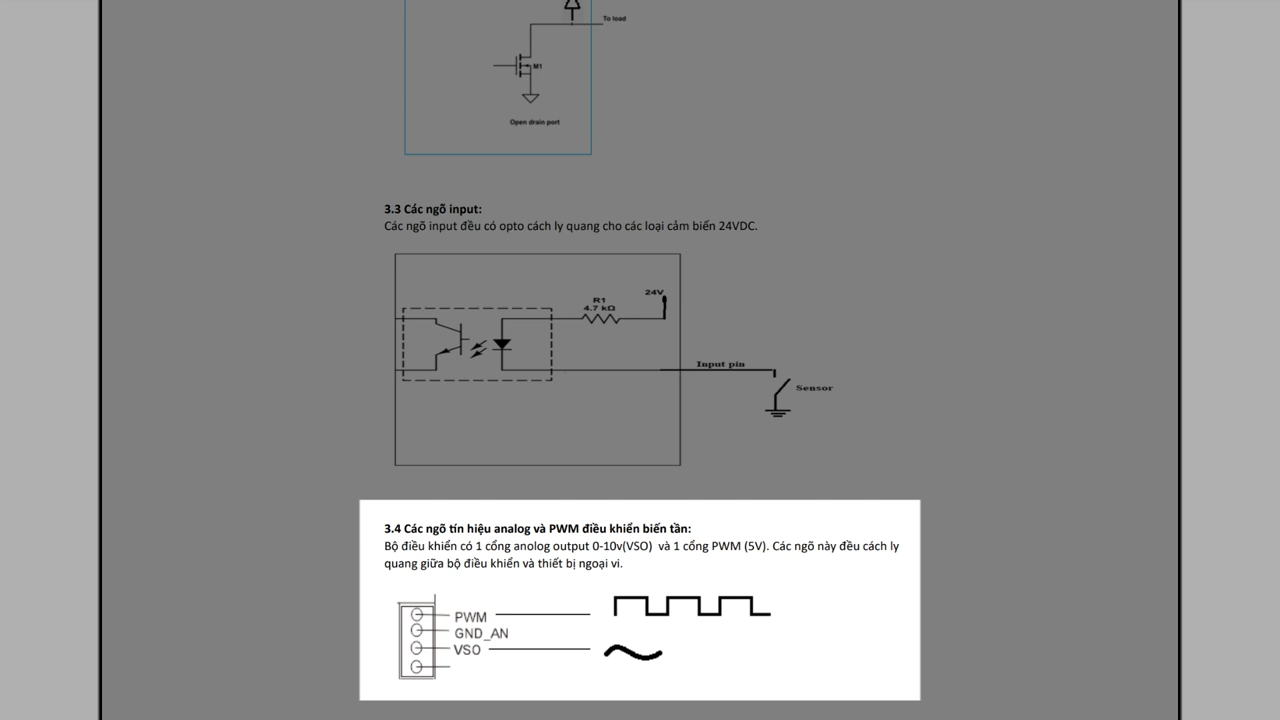 To load
M1
Open drain port
3.3 Các ngõ input:
Các ngõ input đều có opto cách ly quang cho các loại cảm biến 24VDC.
24V
R1
4.7 kΩ
Input pin
Sensor
3.4 Các ngõ tín hiệu analog và PWM điều khiển biến tần:
Bộ điều khiển có 1 cổng anolog output 0-10v(VSO) và 1 cổng PWM (5V). Các ngõ này đều cách ly
quang giữa bộ điều khiển và thiết bị ngoại vi.
PWM
GND_AN
VSO